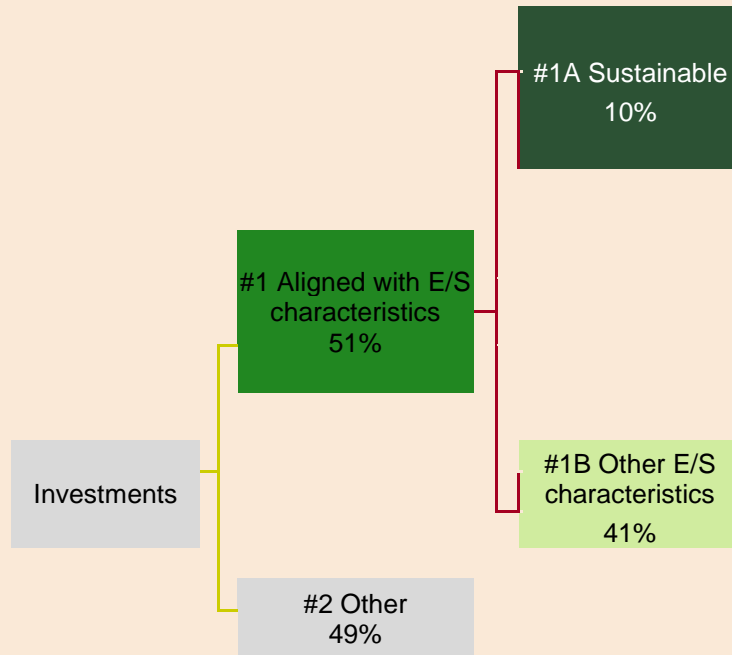 #1A Sustainable
10%
#1 Aligned with E/S
characteristics
51%
Investments
#1B Other E/S
characteristics
41%
#2 Other
49%